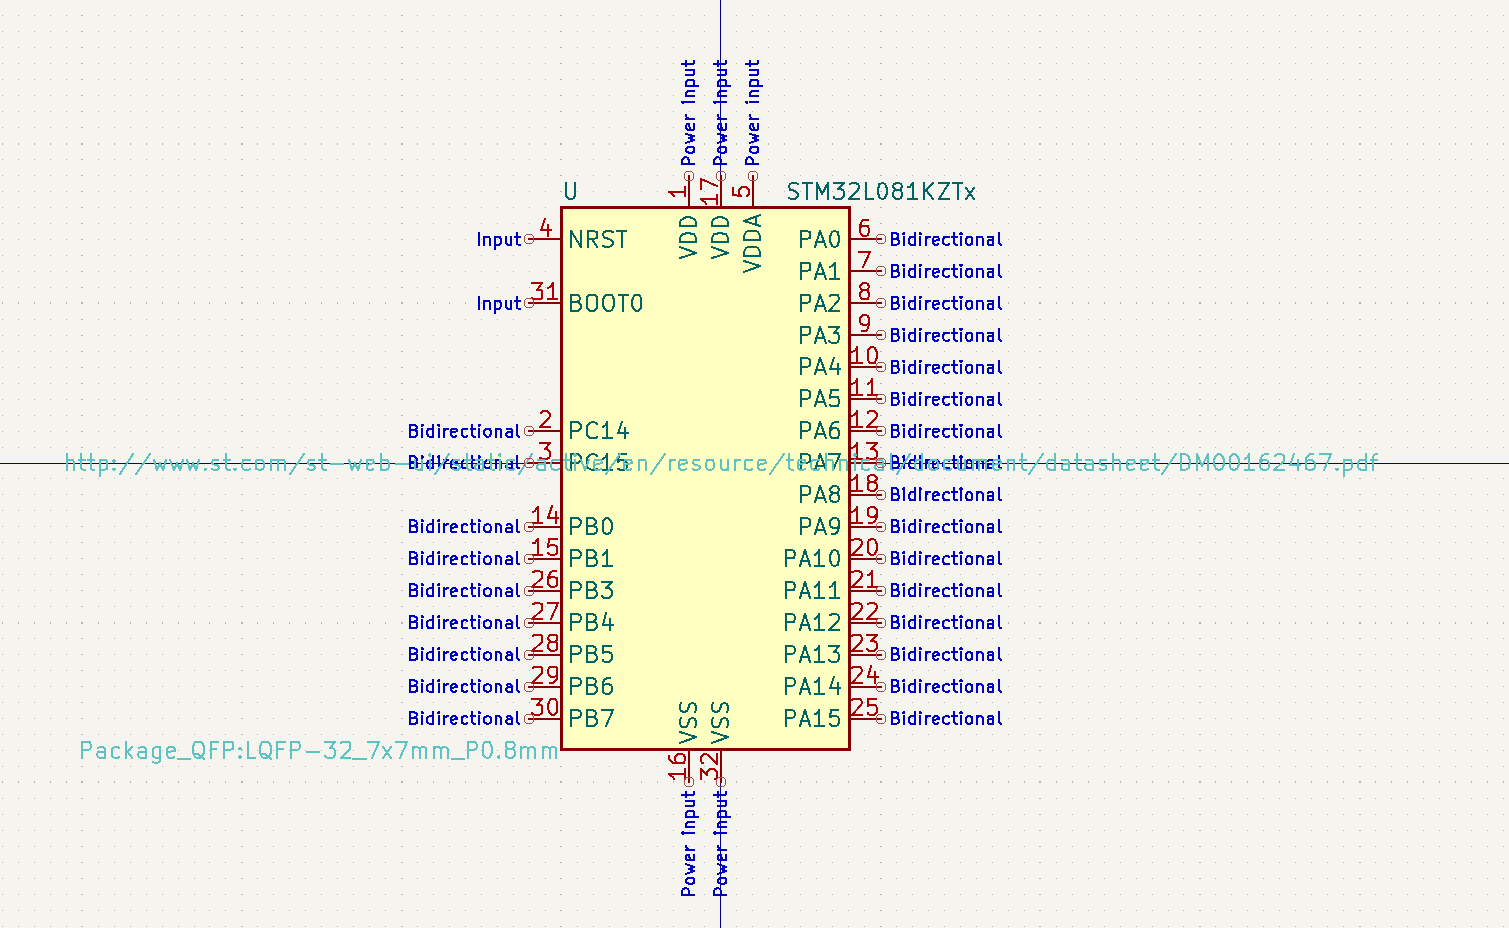 Power input
Power input
Power input
1
17
5
U
STM32L081KZTx
VDD
VDD
VDDA
Input 4 NRST
PA0 6 Bidirectional
PA1 7 Bidirectional
Input 31 BOOT0
PA2 8 Bidirectional
PA3 9 Bidirectional
PA4 10 Bidirectional
PA5 11 Bidirectional
Bidirectional 2 PC14
PA6 12 Bidirectional
Bidirectional 3 PC15
PA7 13 Bidirectional
http://www.st.com/st-web-ui/static/active/en/resource/technical/document/datasheet/DM00162467.pdf
PA8 18 Bidirectional
Bidirectional 14 PB0
PA9 19 Bidirectional
Bidirectional 15 PB1
PA10 20 Bidirectional
Bidirectional 26 PB3
PA11 21 Bidirectional
Bidirectional 27 PB4
PA12 22 Bidirectional
Bidirectional 28 PB5
PA13 23 Bidirectional
Bidirectional 29 PB6
PA14 24 Bidirectional
Bidirectional 30 PB7
PA15 25 Bidirectional
VSS
VSS
Package_QFP:LQFP-32_7x7mm_P0.8mm
16
32
Power input
Power input